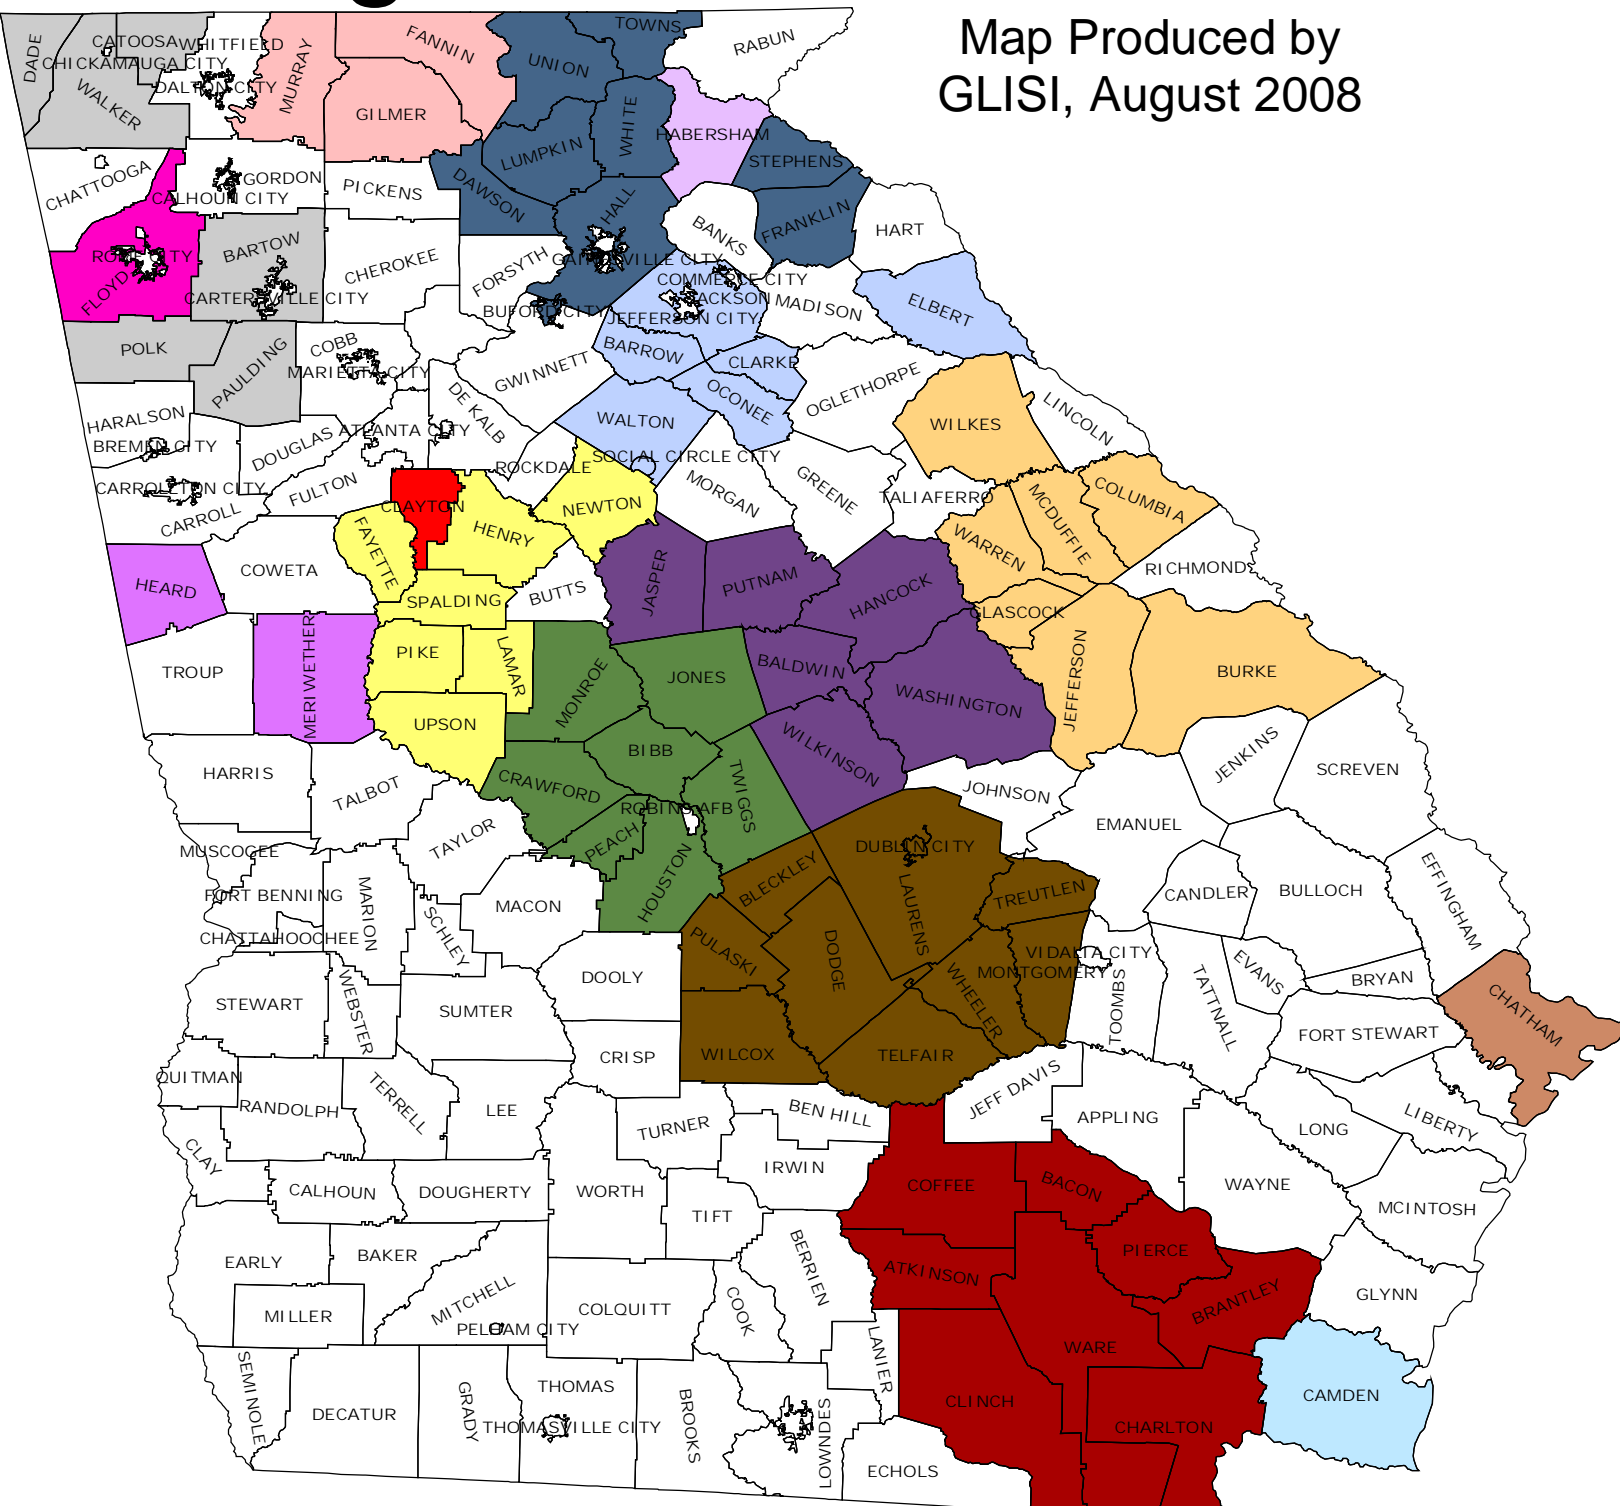 Map Produced by
GLISI, August 2008
DADE
CATOOSA
WHITFIELD
CHICKAMAUGA CITY
DALTON CITY
WALKER
MURRAY
FANNIN
GILMER
UNION
TOWNS
RABUN
WHITE
HABERSHAM
LUMPKIN
STEPHENS
CHATTOOGA
GORDON
CALHOUN CITY
PICKENS
DAWSON
HALL
BANKS
FRANKLIN
HART
ROME CITY
FLOYD
BARTOW
CARTERSVILLE CITY
CHEROKEE
FORSYTH
GAINESVILLE CITY
BUFORD CITY
COMMERCE CITY
JACKSON
JEFFERSON CITY
MADISON
ELBERT
POLK
PAULDING
COBB
MARIETTA CITY
GWINNETT
BARROW
CLARKE
OCONEE
OGLETHORPE
WILKES
LINCOLN
HARALSON
BREMEN CITY
DOUGLAS
ATLANTA CITY
DE KALB
WALTON
SOCIAL CIRCLE CITY
ROCKDALE
CARROLLTON CITY
CARROLL
FULTON
CLAYTON
HENRY
NEWTON
MORGAN
GREENE
TALIAFERRO
MCDUFFIE
COLUMBIA
WARREN
RICHMOND
FAYETTE
COWETA
HEARD
SPALDING
BUTTS
JASPER
PUTNAM
HANCOCK
GLASCOCK
JEFFERSON
BURKE
TROUP
MERIWETHER
PIKE
LAMAR
MONROE
JONES
BALDWIN
WASHINGTON
UPSON
BIBB
WILKINSON
JENKINS
SCREVEN
HARRIS
TALBOT
CRAWFORD
TWIGGS
ROBINS AFB
JOHNSON
EMANUEL
TAYLOR
PEACH
MUSCOGEE
FORT BENNING
MARION
MACON
HOUSTON
BLECKLEY
DUBLIN CITY
LAURENS
TREUTLEN
CANDLER
BULLOCH
EFFINGHAM
CHATTAHOOCHEE
SCHLEY
PULASKI
DODGE
WHEELER
MONTGOMERY
VIDALIA CITY
TOOMBS
TATTNALL
EVANS
BRYAN
STEWART
WEBSTER
SUMTER
DOOLY
CRISP
WILCOX
TELFAIR
FORT STEWART
CHATHAM
QUITMAN
RANDOLPH
TERRELL
LEE
TURNER
BEN HILL
JEFF DAVIS
APPLING
LONG
LIBERTY
CLAY
CALHOUN
DOUGHERTY
WORTH
IRWIN
TIFT
COFFEE
BACON
WAYNE
MCINTOSH
EARLY
BAKER
MITCHELL
BERRIEN
ATKINSON
PIERCE
BRANTLEY
GLYNN
MILLER
PELHAM CITY
COLQUITT
COOK
LANIER
WARE
SEMINOLE
DECATUR
GRADY
THOMAS
THOMASVILLE CITY
BROOKS
LOWNDES
CLINCH
CHARLTON
CAMDEN
ECHOLS